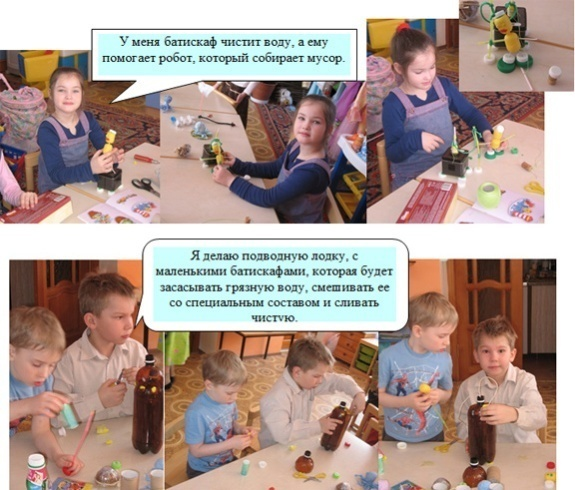 У меня батискаф чистит воду, а ему
помогает робот, который собирает мусор.
Я делаю подводную лодку, с
маленькими батискафами, которая будет
засасывать грязную воду, смешивать ее
со специальным составом и сливать
чистую.